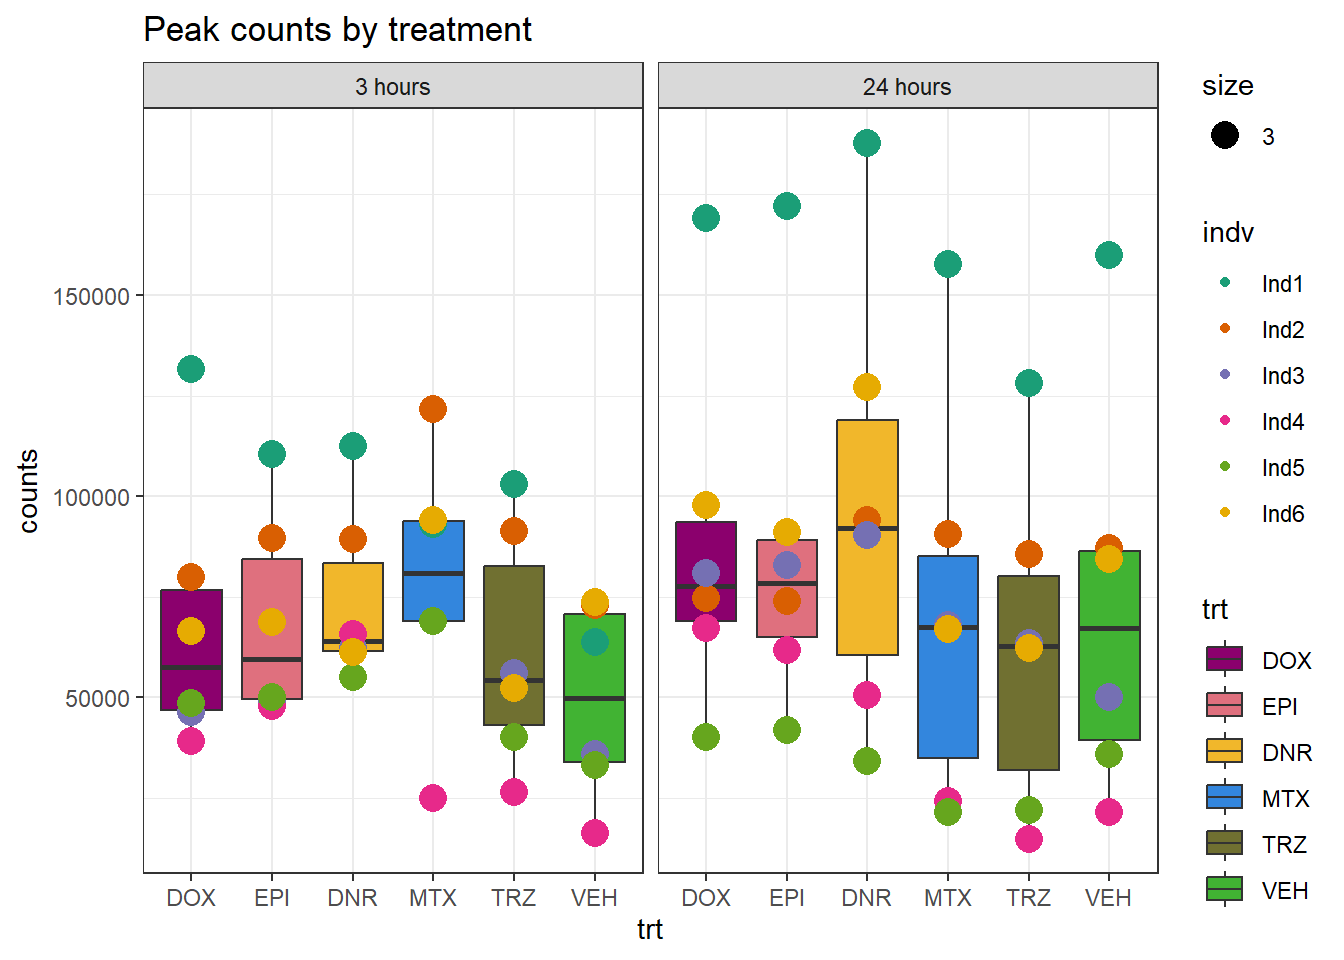 Peak counts by treatment
3 hours
24 hours
counts
150000
100000
50000
DOX EPI DNR MTX TRZ VEH
DOX EPI DNR MTX TRZ VEH
trt
size
3
indv
Ind1
Ind2
Ind3
Ind4
Ind5
Ind6
trt
DOX
EPI
DNR
MTX
TRZ
VEH